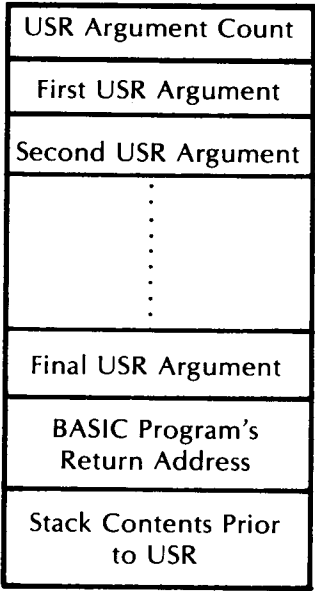 USR Argument Count
First USR Argument
Second USR Argument
Final USR Argument
BASIC Program's
Return Address
Stack Contents Prior
to USR